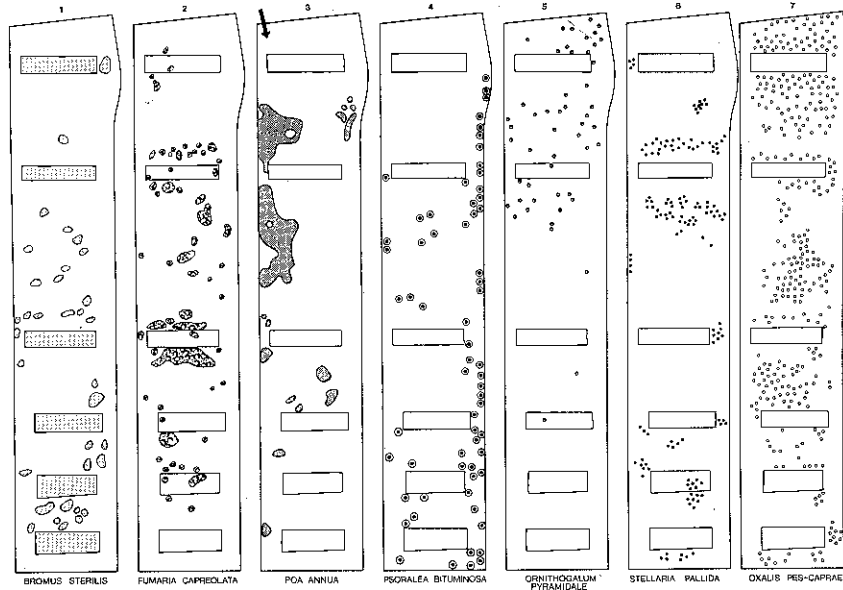 1 2 3 4 5 6 7
BROMUS STERILIS FUMARIA CAPREOLATA POA ANNUA PSORALEA BITUMINOSA ORNITHOGALUM PYRAMIDALE STELLARIA PALLIDA OXALIS PES-CAPRAE